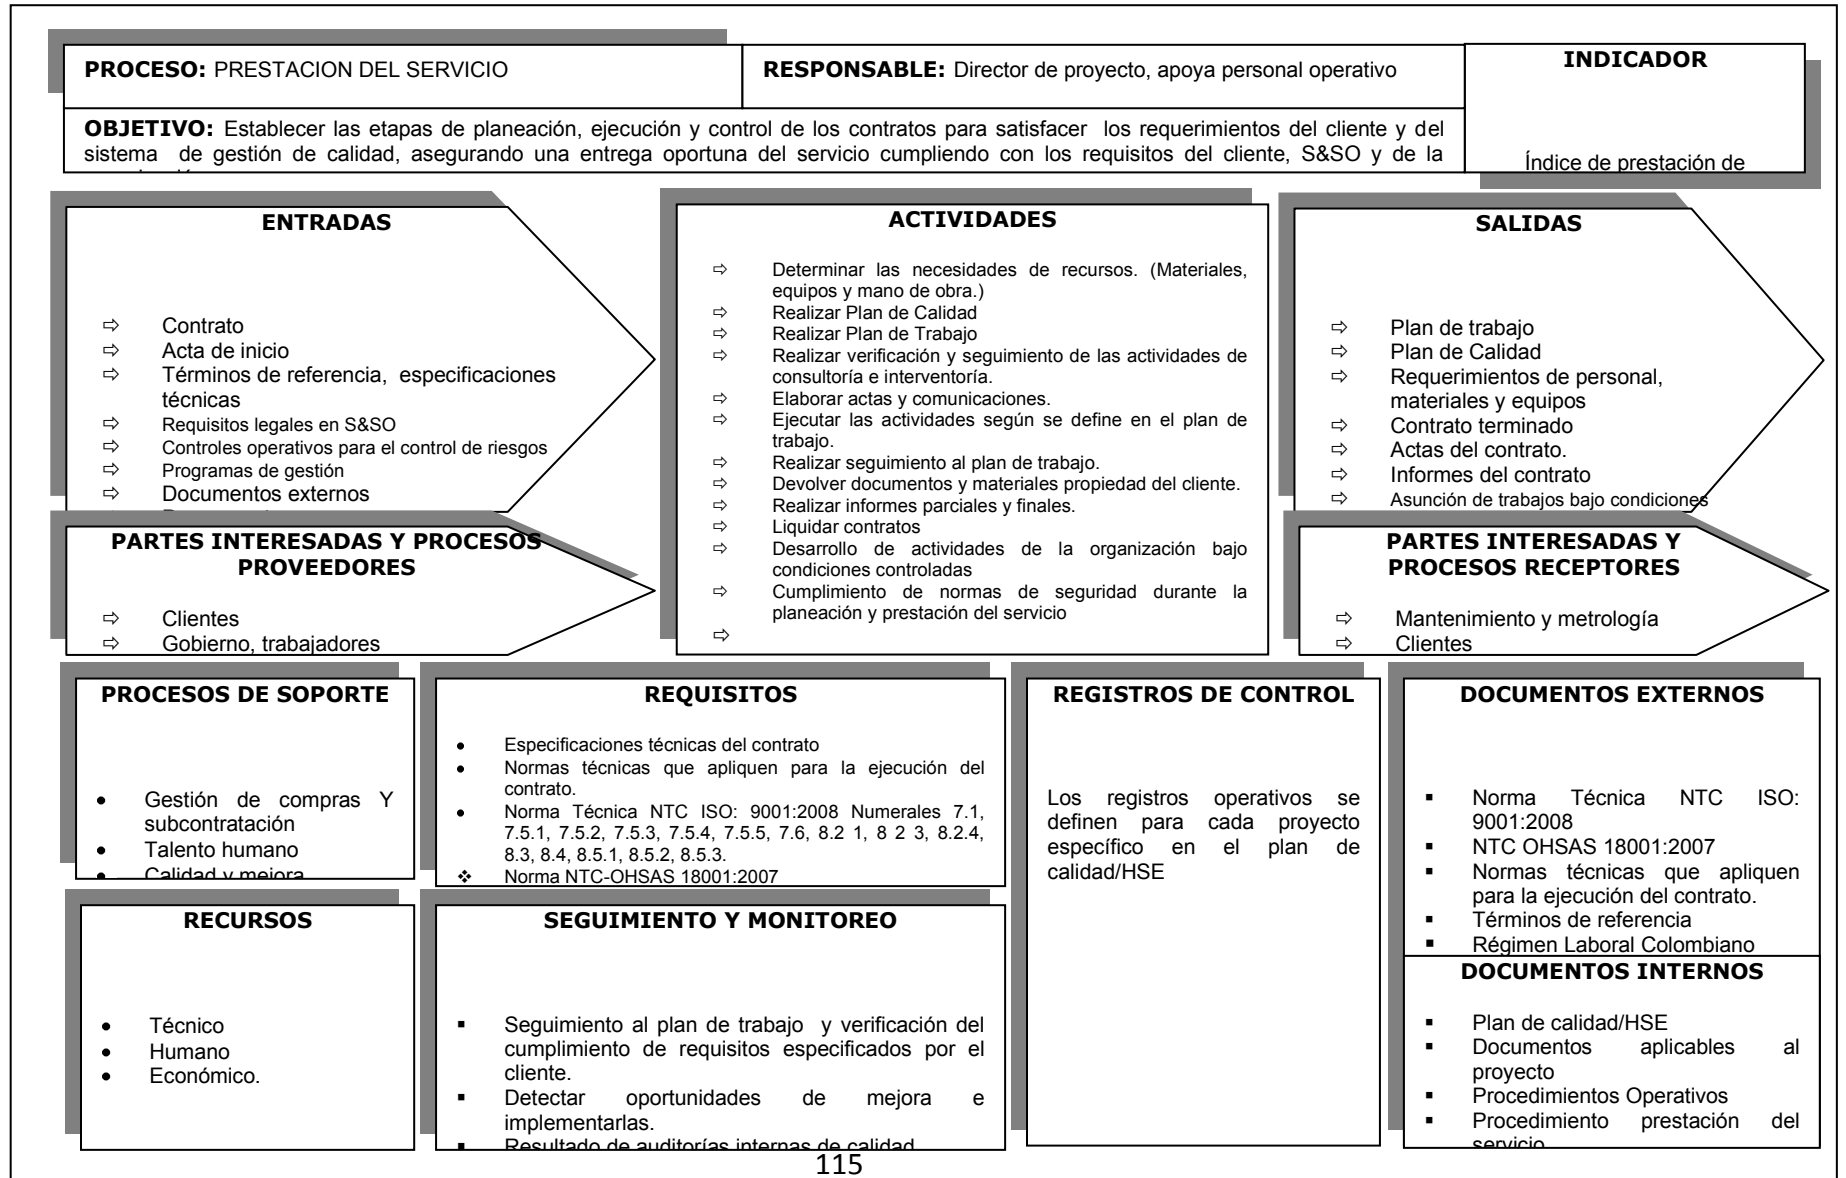 PROCESO: PRESTACION DEL SERVICIO
RESPONSABLE: Director de proyecto, apoya personal operativo
INDICADOR
Índice de prestación de
OBJETIVO: Establecer las etapas de planeación, ejecución y control de los contratos para satisfacer los requerimientos del cliente y del
sistema de gestión de calidad, asegurando una entrega oportuna del servicio cumpliendo con los requisitos del cliente, S&SO y de la
ENTRADAS
⇨ Contrato
⇨ Acta de inicio
⇨ Términos de referencia, especificaciones
técnicas
⇨ Requisitos legales en S&SO
⇨ Controles operativos para el control de riesgos
⇨ Programas de gestión
⇨ Documentos externos
PARTES INTERESADAS Y PROCESOS
PROVEEDORES
⇨ Clientes
⇨ Gobierno, trabajadores
ACTIVIDADES
⇨ Determinar las necesidades de recursos. (Materiales,
equipos y mano de obra.)
⇨ Realizar Plan de Calidad
⇨ Realizar Plan de Trabajo
⇨ Realizar verificación y seguimiento de las actividades de
consultoría e interventoría.
⇨ Elaborar actas y comunicaciones.
⇨ Ejecutar las actividades según se define en el plan de
trabajo.
⇨ Realizar seguimiento al plan de trabajo.
⇨ Devolver documentos y materiales propiedad del cliente.
⇨ Realizar informes parciales y finales.
⇨ Liquidar contratos
⇨ Desarrollo de actividades de la organización bajo
condiciones controladas
⇨ Cumplimiento de normas de seguridad durante la
planeación y prestación del servicio
⇨
SALIDAS
⇨ Plan de trabajo
⇨ Plan de Calidad
⇨ Requerimientos de personal,
materiales y equipos
⇨ Contrato terminado
⇨ Actas del contrato.
⇨ Informes del contrato
⇨ Asunción de trabajos bajo condiciones
PARTES INTERESADAS Y
PROCESOS RECEPTORES
⇨ Mantenimiento y metrología
⇨ Clientes
PROCESOS DE SOPORTE
• Gestión de compras Y
subcontratación
• Talento humano
• Calidad y mejora
REQUISITOS
• Especificaciones técnicas del contrato
• Normas técnicas que apliquen para la ejecución del
contrato.
• Norma Técnica NTC ISO: 9001:2008 Numerales 7.1,
7.5.1, 7.5.2, 7.5.3, 7.5.4, 7.5.5, 7.6, 8.2 1, 8 2 3, 8.2.4,
8.3, 8.4, 8.5.1, 8.5.2, 8.5.3.
❖ Norma NTC-OHSAS 18001:2007
REGISTROS DE CONTROL
Los registros operativos se
definen para cada proyecto
específico en el plan de
calidad/HSE
DOCUMENTOS EXTERNOS
▪ Norma Técnica NTC ISO:
9001:2008
▪ NTC OHSAS 18001:2007
▪ Normas técnicas que apliquen
para la ejecución del contrato.
▪ Términos de referencia
▪ Régimen Laboral Colombiano
RECURSOS
• Técnico
• Humano
• Económico.
SEGUIMIENTO Y MONITOREO
▪ Seguimiento al plan de trabajo y verificación del
cumplimiento de requisitos especificados por el
cliente.
▪ Detectar oportunidades de mejora e
implementarlas.
▪ Resultado de auditorías internas de calidad
DOCUMENTOS INTERNOS
▪ Plan de calidad/HSE
▪ Documentos aplicables al
proyecto
▪ Procedimientos Operativos
▪ Procedimiento prestación del
servicio
115